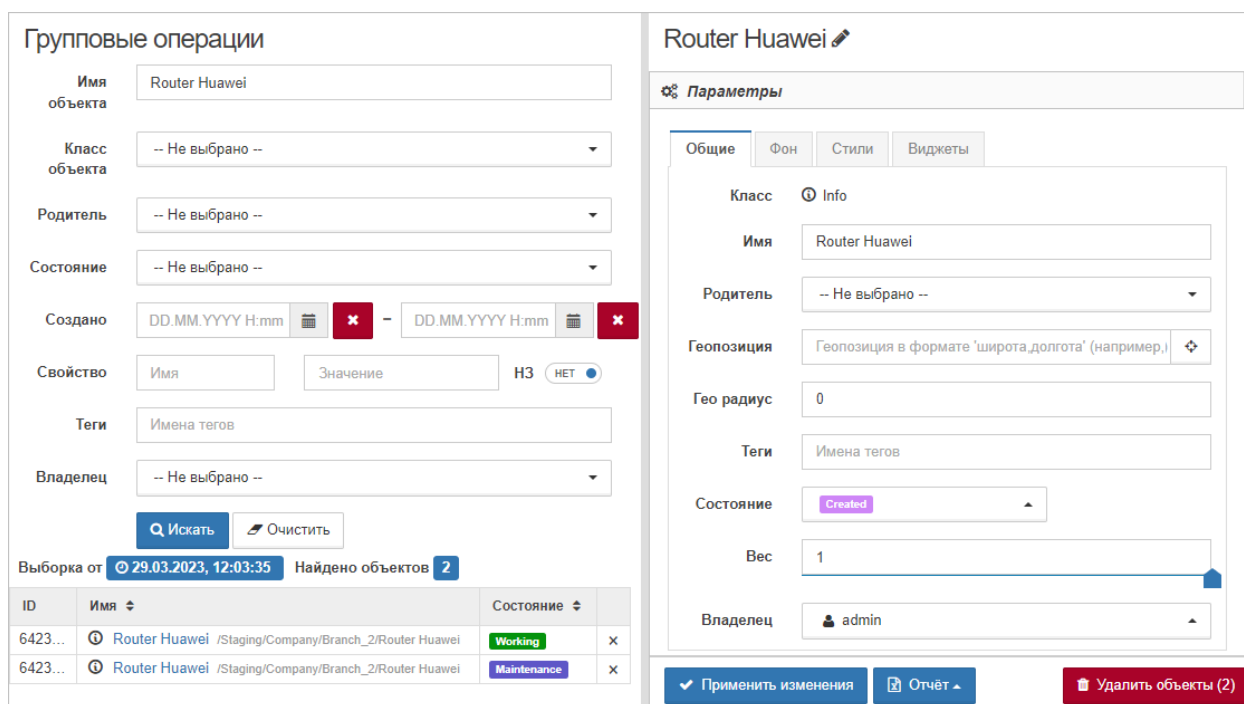 Групповые операции
Имя объекта
Router Huawei
Класс объекта
-- Не выбрано --
Родитель
-- Не выбрано --
Состояние
-- Не выбрано --
Создано
DD.MM.YYYY H:mm
–
DD.MM.YYYY H:mm
Свойство
Имя
Значение
НЗ
НЕТ
Теги
Имена тегов
Владелец
-- Не выбрано --
Искать
Очистить
Выборка от 29.03.2023, 12:03:35 Найдено объектов 2
ID Имя Состояние
6423... Router Huawei /Staging/Company/Branch_2/Router Huawei Working ×
6423... Router Huawei /Staging/Company/Branch_2/Router Huawei Maintenance ×
Router Huawei
Параметры
Общие Фон Стили Виджеты
Класс Info
Имя Router Huawei
Родитель -- Не выбрано --
Геопозиция Геопозиция в формате 'широта,долгота' (например,)
Гео радиус 0
Теги Имена тегов
Состояние Created
Вес 1
Владелец admin
Применить изменения
Отчёт
Удалить объекты (2)